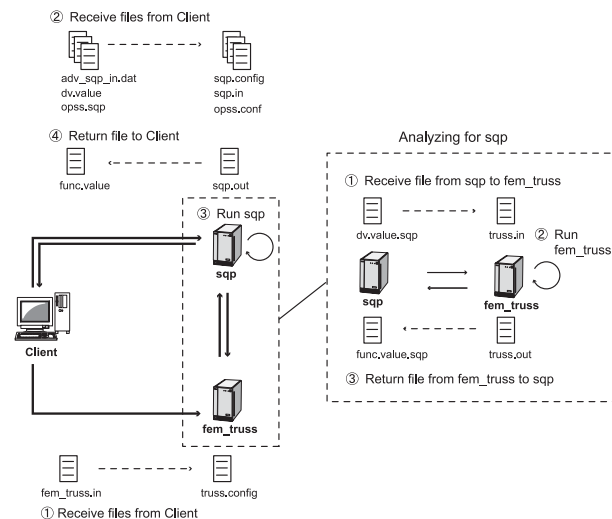 ② Receive files from Client
adv_sqp_in.dat
dv.value
opss.sqp
sqp.config
sqp.in
opss.conf
④ Return file to Client
func.value
sqp.out
③ Run sqp
sqp
Client
fem_truss
fem_truss.in
truss.config
① Receive files from Client
Analyzing for sqp
① Receive file from sqp to fem_truss
dv.value.sqp
truss.in
② Run
fem_truss
sqp
fem_truss
func.value.sqp
truss.out
③ Return file from fem_truss to sqp